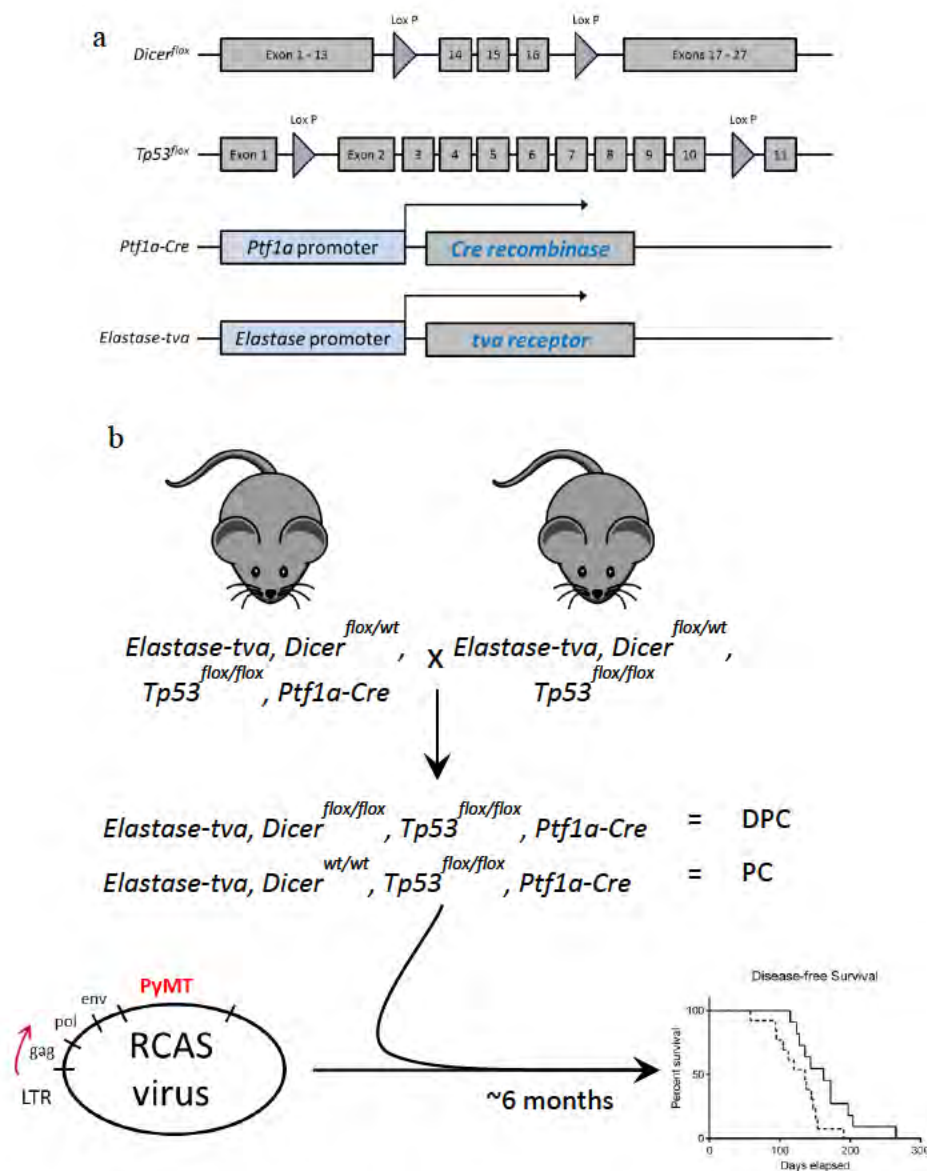 a
Lox P Lox P
Dicer^flox Exon 1 - 13 14 15 16 Exons 17 - 27
Lox P Lox P
Tp53^flox Exon 1 Exon 2 3 4 5 6 7 8 9 10 11
Ptf1a-Cre Ptf1a promoter Cre recombinase
Elastase-tva Elastase promoter tva receptor
b
Elastase-tva, Dicer^flox/wt,
Tp53^flox/flox, Ptf1a-Cre
X
Elastase-tva, Dicer^flox/wt,
Tp53^flox/flox
Elastase-tva, Dicer^flox/flox, Tp53^flox/flox, Ptf1a-Cre = DPC
Elastase-tva, Dicer^wt/wt, Tp53^flox/flox, Ptf1a-Cre = PC
PyMT
env
pol
gag
LTR
RCAS
virus
~6 months
Disease-free Survival
Percent survival
100
50
0
0 100 200 300
Days elapsed